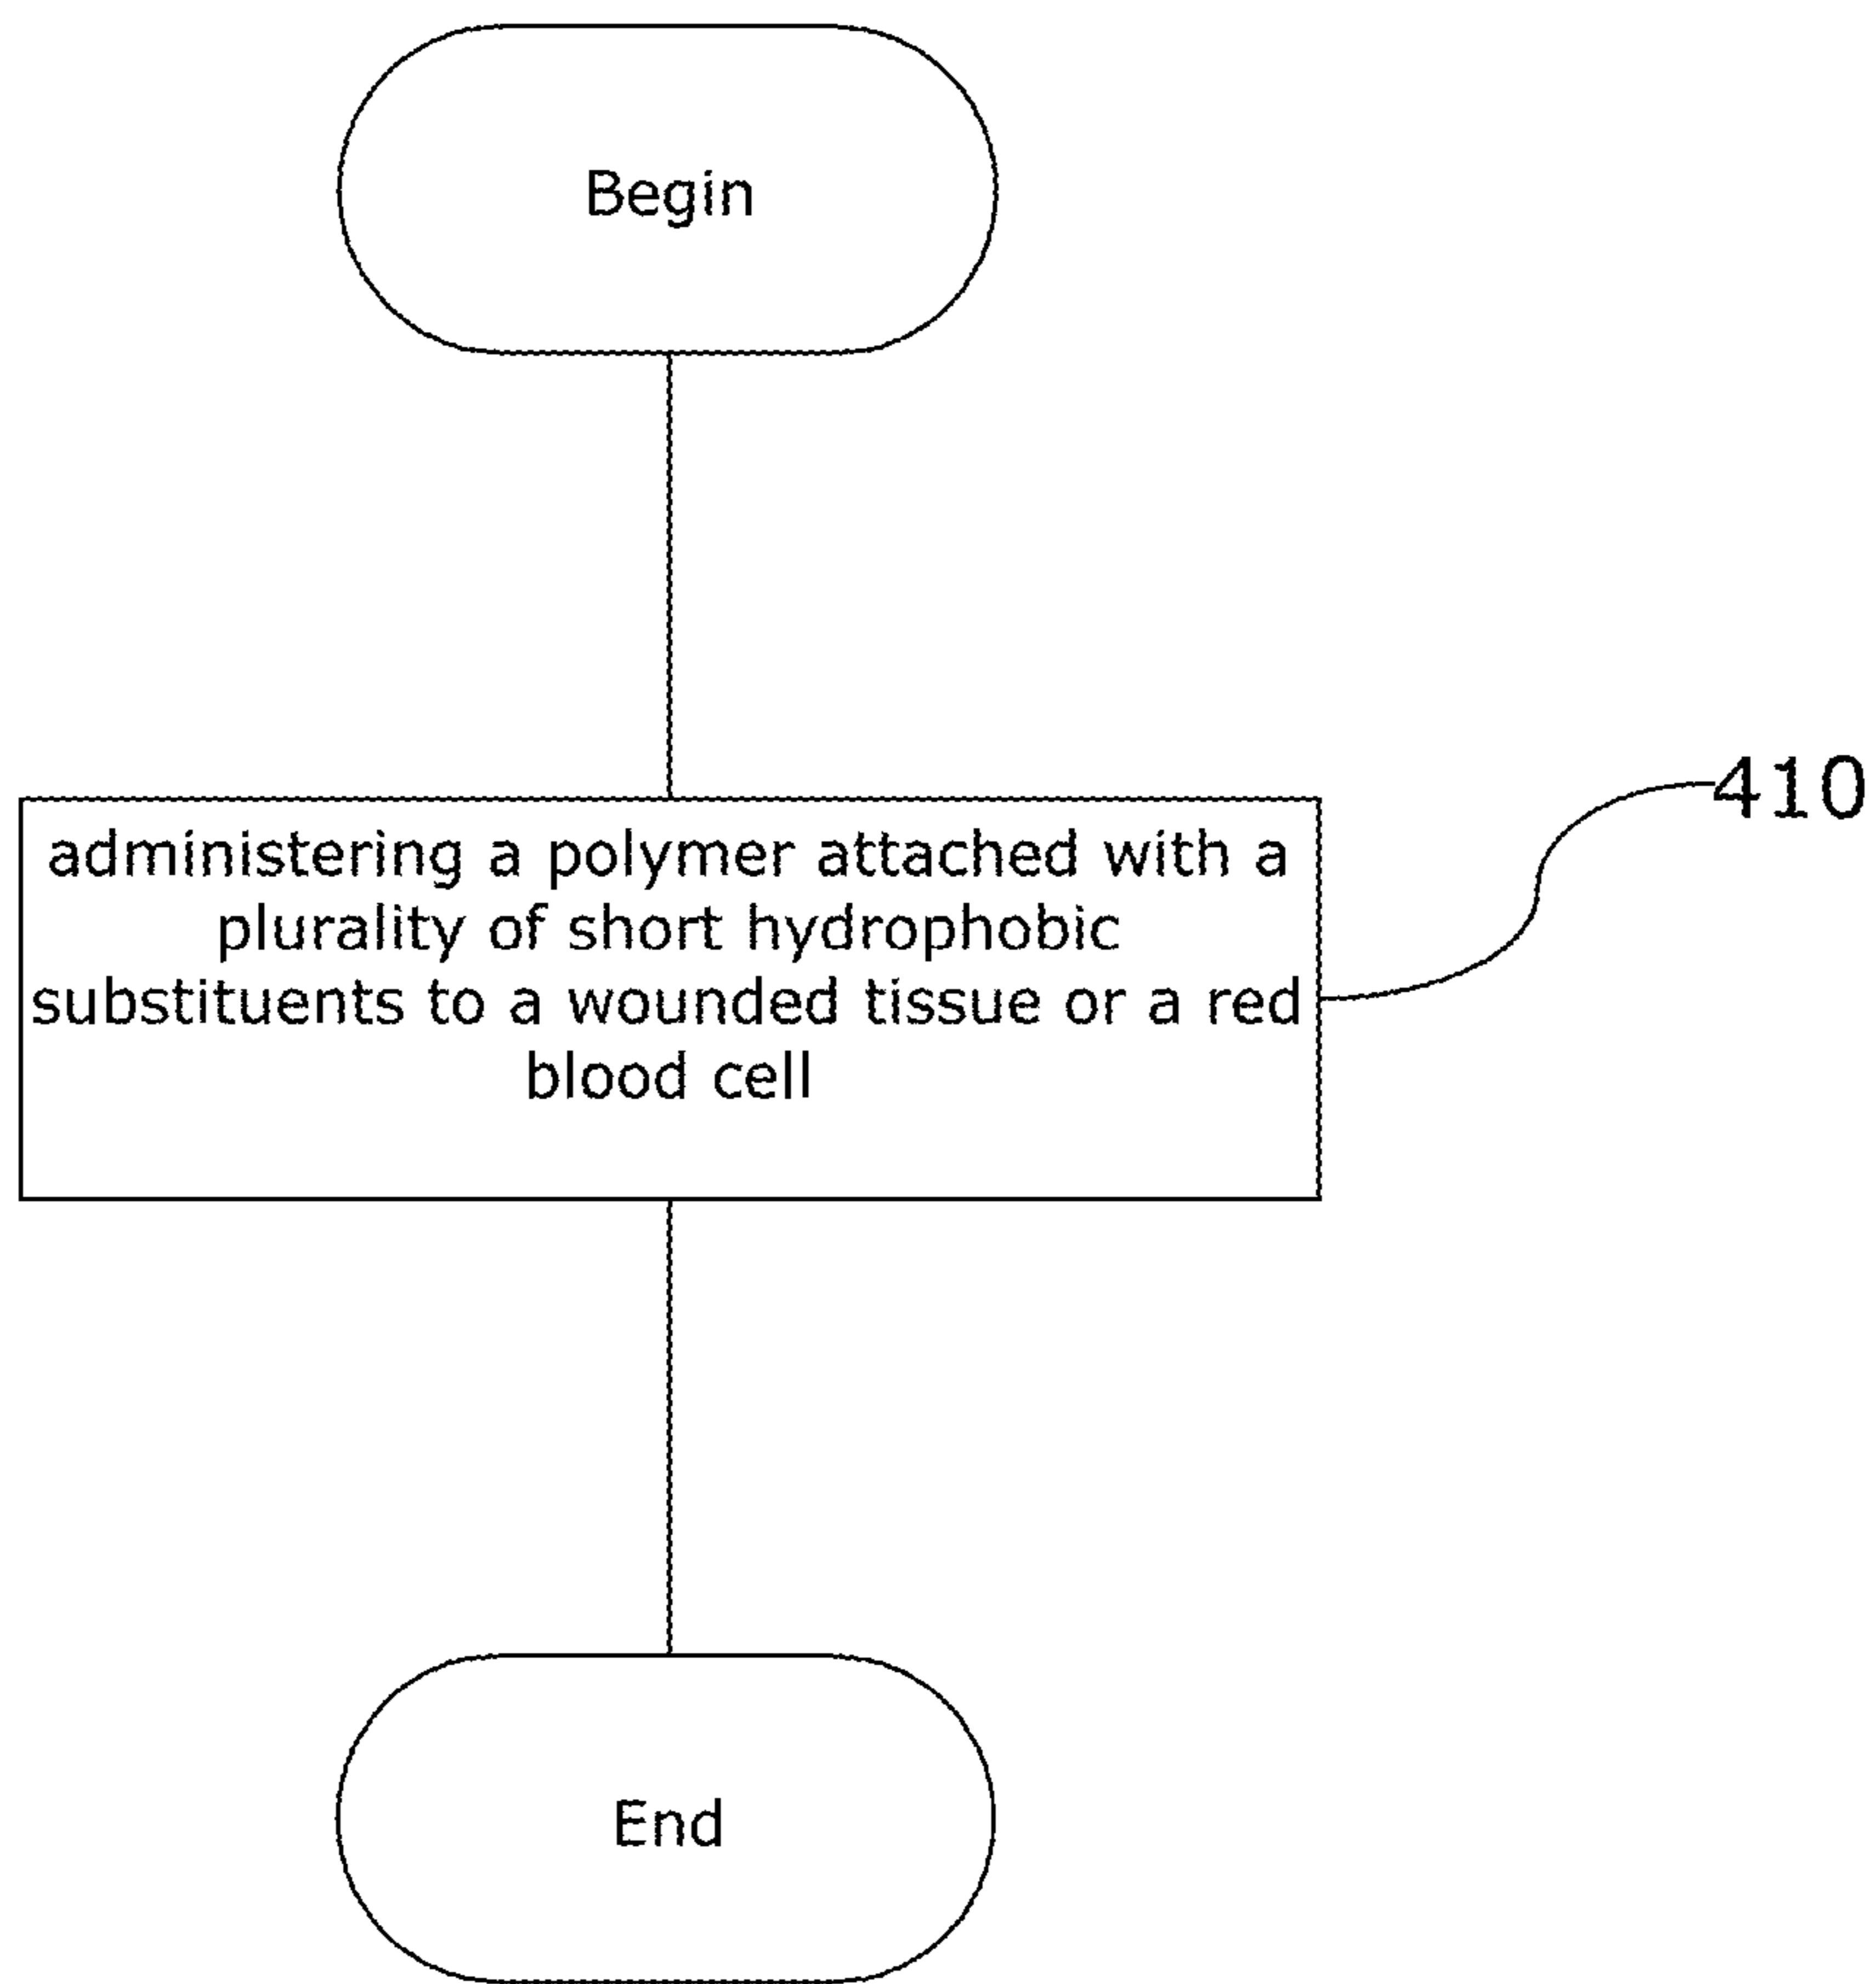 Begin
administering a polymer attached with a
plurality of short hydrophobic
substituents to a wounded tissue or a red
blood cell
410
End